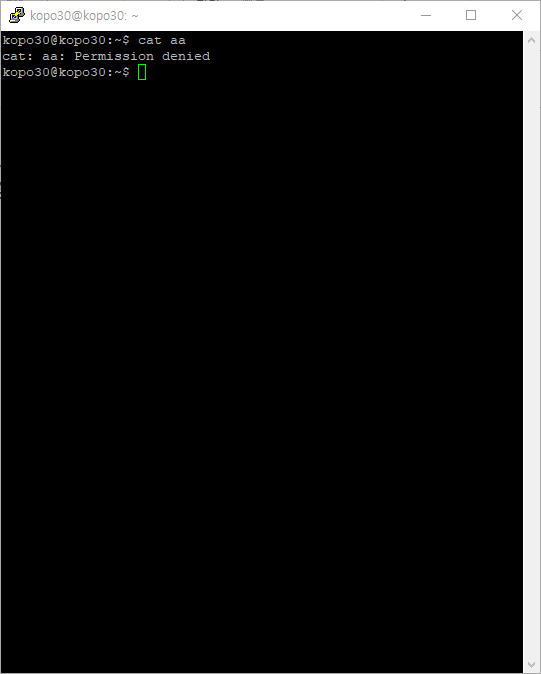 kopo30@kopo30: ~
kopo30@kopo30:~$ cat aa
cat: aa: Permission denied
kopo30@kopo30:~$